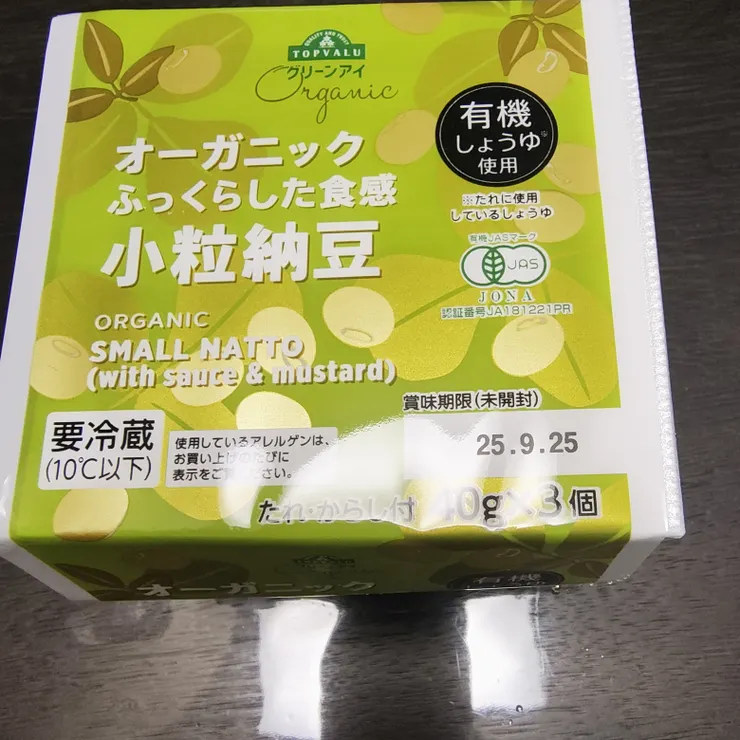 QUALITY AND TRUST
TOPVALU
グリーンアイ
Organic
オーガニック
ふっくらした食感
小粒納豆
ORGANIC
SMALL NATTO
(with sauce & mustard)
有機
しょうゆ※
使用
※たれに使用
しているしょうゆ
有機JASマーク
JAS
JONA
認証番号JA181221PR
賞味期限(未開封)
25.9.25
要冷蔵
(10℃以下)
使用しているアレルゲンは、
お買い上げのたびに
表示をご ください。
たれ・からし付 40g×3個
TOPVALU
オーガニック
有機